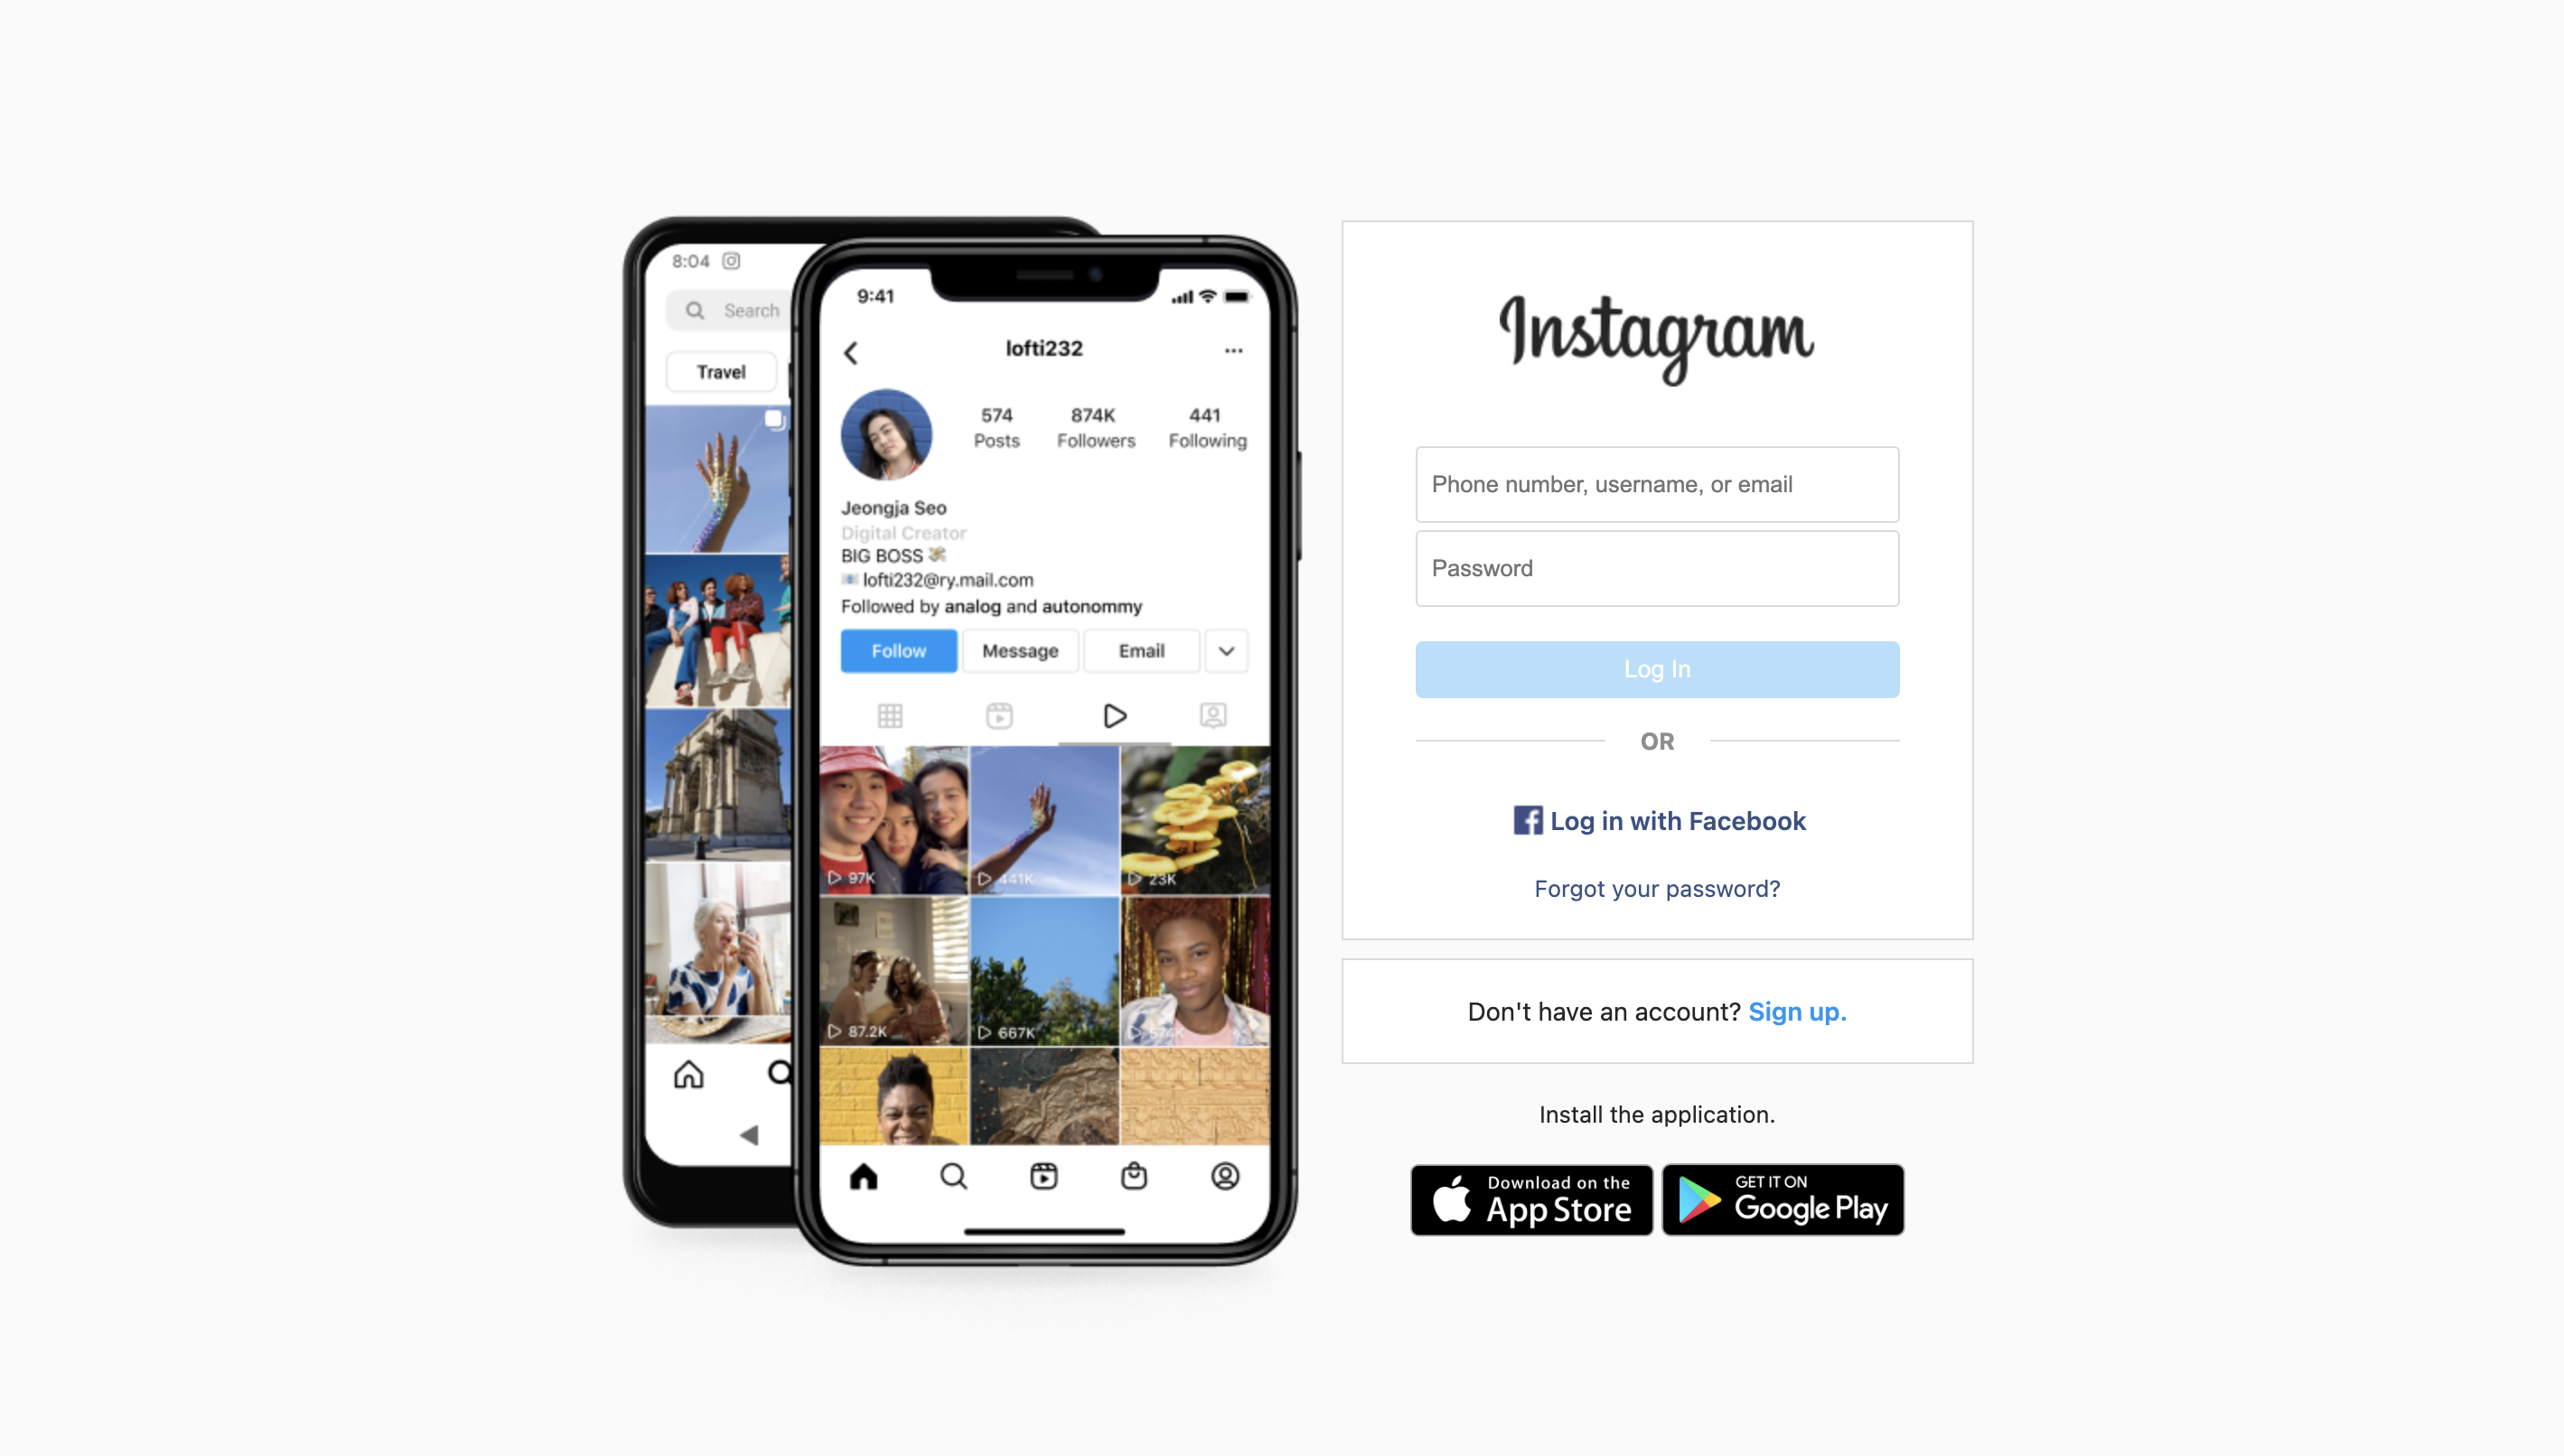 8:04
Search
Travel
9:41
lofti232
574
Posts
874K
Followers
441
Following
Jeongja Seo
Digital Creator
BIG BOSS 💸
📧 lofti232@ry.mail.com
Followed by analog and autonommy
Follow
Message
Email
97K
441K
23K
87.2K
667K
Instagram
Phone number, username, or email
Password
Log In
OR
Log in with Facebook
Forgot your password?
Don't have an account? Sign up.
Install the application.
Download on the
App Store
GET IT ON
Google Play